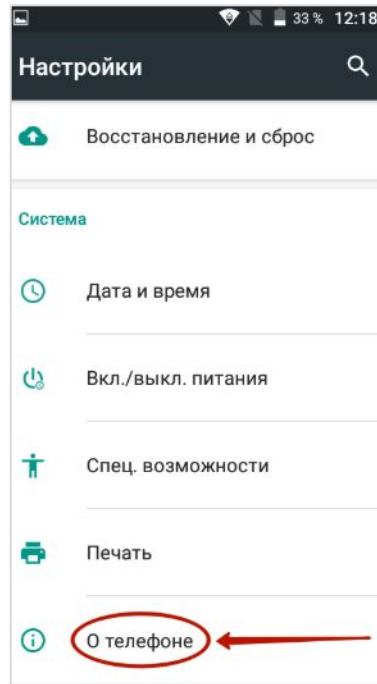 33 % 12:18
Настройки
Восстановление и сброс
Система
Дата и время
Вкл./выкл. питания
Спец. возможности
Печать
О телефоне